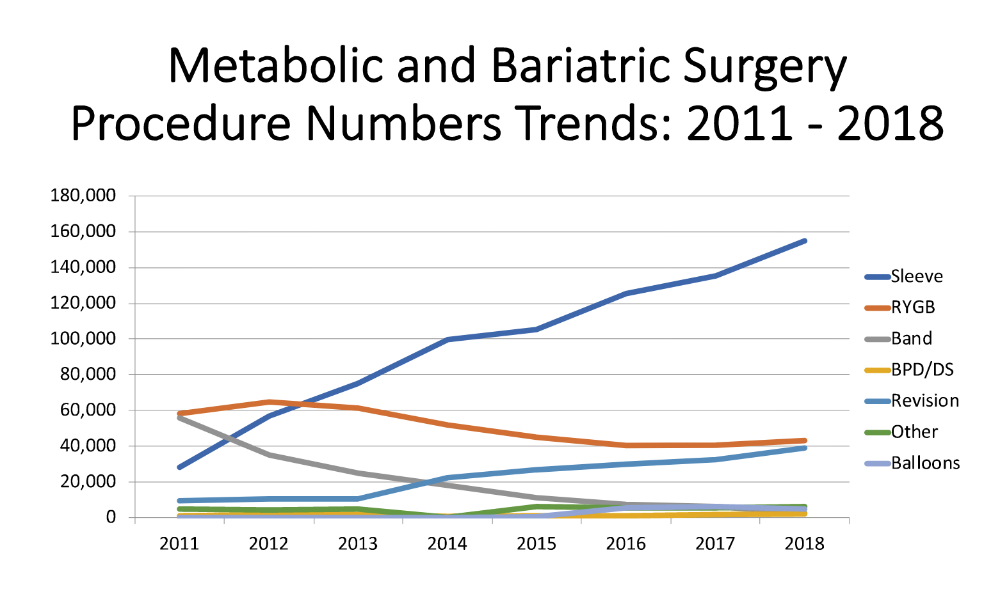 Metabolic and Bariatric Surgery
Procedure Numbers Trends: 2011 - 2018
180,000
160,000
140,000
120,000
100,000
80,000
60,000
40,000
20,000
0
2011 2012 2013 2014 2015 2016 2017 2018
Sleeve
RYGB
Band
BPD/DS
Revision
Other
Balloons